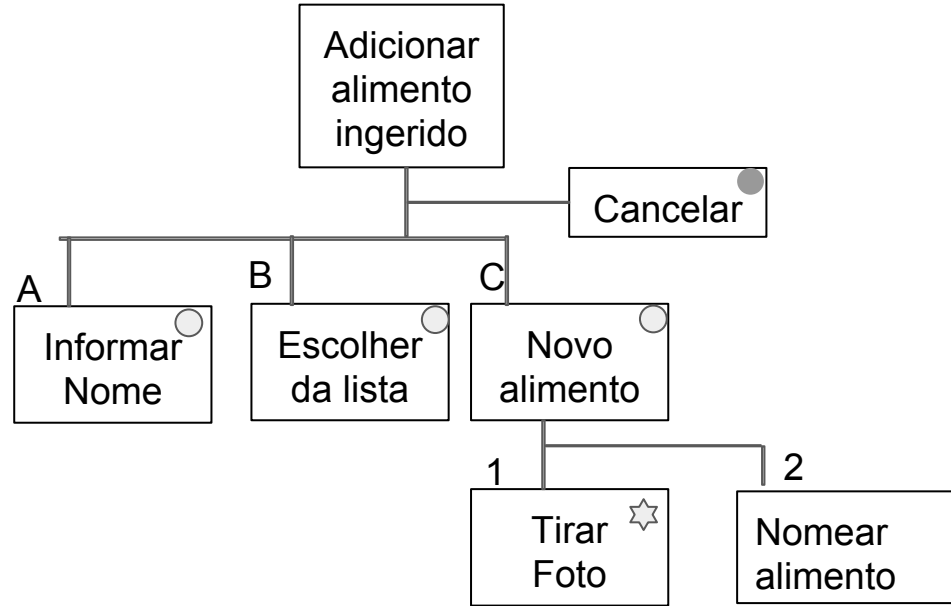 Adicionar
alimento
ingerido
Cancelar
A
B
C
Informar
Nome
Escolher
da lista
Novo
alimento
1
2
Tirar
Foto
Nomear
alimento